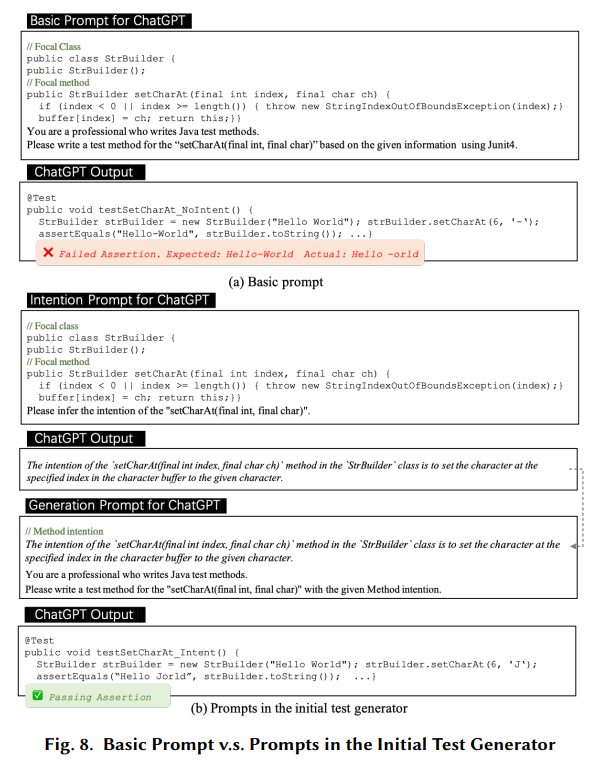 Basic Prompt for ChatGPT
// Focal Class
public class StrBuilder {
public StrBuilder();
// Focal method
public StrBuilder setCharAt(final int index, final char ch) {
if (index < 0 || index >= length()) { throw new StringIndexOutOfBoundsException(index);}
buffer[index] = ch; return this;}}
You are a professional who writes Java test methods.
Please write a test method for the “setCharAt(final int, final char)” based on the given information using Junit4.
ChatGPT Output
@Test
public void testSetCharAt_NoIntent() {
StrBuilder strBuilder = new StrBuilder("Hello World"); strBuilder.setCharAt(6, '-‘);
assertEquals("Hello-World", strBuilder.toString()); ...}
❌ Failed Assertion. Expected: Hello-World Actual: Hello -orld
(a) Basic prompt
Intention Prompt for ChatGPT
// Focal class
public class StrBuilder {
public StrBuilder();
// Focal method
public StrBuilder setCharAt(final int index, final char ch) {
if (index < 0 || index >= length()) { throw new StringIndexOutOfBoundsException(index);}
buffer[index] = ch; return this;}}
Please infer the intention of the "setCharAt(final int, final char)".
ChatGPT Output
The intention of the `setCharAt(final int index, final char ch)` method in the `StrBuilder` class is to set the character at the
specified index in the character buffer to the given character.
Generation Prompt for ChatGPT
// Method intention
The intention of the `setCharAt(final int index, final char ch)` method in the `StrBuilder` class is to set the character at the
specified index in the character buffer to the given character.
You are a professional who writes Java test methods.
Please write a test method for the "setCharAt(final int, final char)" with the given Method intention.
ChatGPT Output
@Test
public void testSetCharAt_Intent() {
StrBuilder strBuilder = new StrBuilder("Hello World"); strBuilder.setCharAt(6, 'J‘);
assertEquals(“Hello Jorld”, strBuilder.toString()); ...}
✅ Passing Assertion
(b) Prompts in the initial test generator
Fig. 8. Basic Prompt v.s. Prompts in the Initial Test Generator